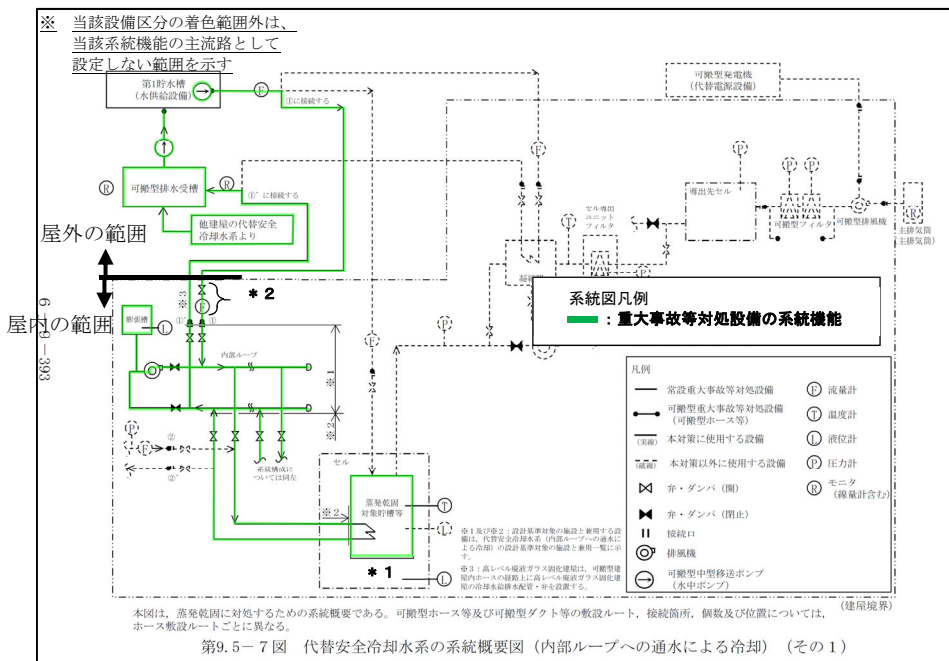 ※ 当該設備区分の着色範囲外は、
当該系統機能の主流路として
設定しない範囲を示す
第1貯水槽
(水供給設備)
F
①に接続する
可搬型発電機
(代替電源設備)
R
可搬型排水受槽
R
①'に接続する
他建屋の代替安全
冷却水系より
F
P
P
P
導出先セル
セル導出
ユニット
フィルタ
T
可搬型フィルタ
可搬型排風機
R
主排気筒
(主排気筒)
屋外の範囲
屋内の範囲
*2
※3
F
①'
①
膨張槽
L
内部ループ
※1
※2
P
F
②
②'
系統構成に
ついては同左
P
F
P
系統図凡例
:重大事故等対処設備の系統機能
セル
※2
蒸発乾固
対象貯槽等
T
L
L
*1
※1及び※2:設計基準対象の施設と兼用する設
備は、代替安全冷却水系(内部ループへの通水によ
る冷却)の設計基準対象の施設と兼用一覧に示
す。
※3:高レベル廃液ガラス固化建屋は、可搬型建
屋内ホースの経路上に高レベル廃液ガラス固化建
屋の冷却水給排水配管・弁を設置する。
凡例
常設重大事故等対処設備
可搬型重大事故等対処設備
(可搬型ホース等)
(実線) 本対策に使用する設備
(破線) 本対策以外に使用する設備
弁・ダンパ(開)
弁・ダンパ(閉止)
接続口
排風機
可搬型中型移送ポンプ
(水中ポンプ)
F 流量計
T 温度計
L 液位計
P 圧力計
R モニタ
(線量計含む)
(建屋境界)
本図は、蒸発乾固に対処するための系統概要である。可搬型ホース等及び可搬型ダクト等の敷設ルート、接続箇所、個数及び位置については、
ホース敷設ルートごとに異なる。
第9.5-7図 代替安全冷却水系の系統概要図(内部ループへの通水による冷却)(その1)